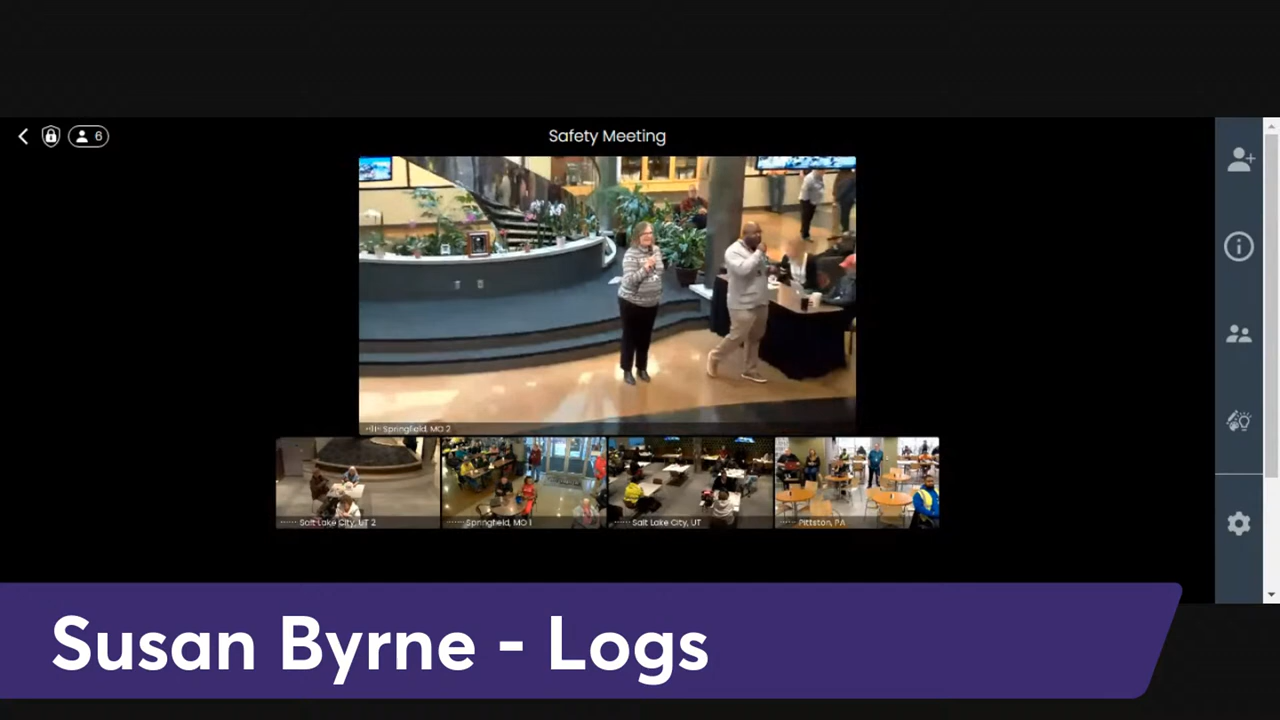 6
Safety Meeting
Springfield, MO 2
Salt Lake City, UT 2
Springfield, MO 1
Salt Lake City, UT
Pittston, PA
Susan Byrne - Logs